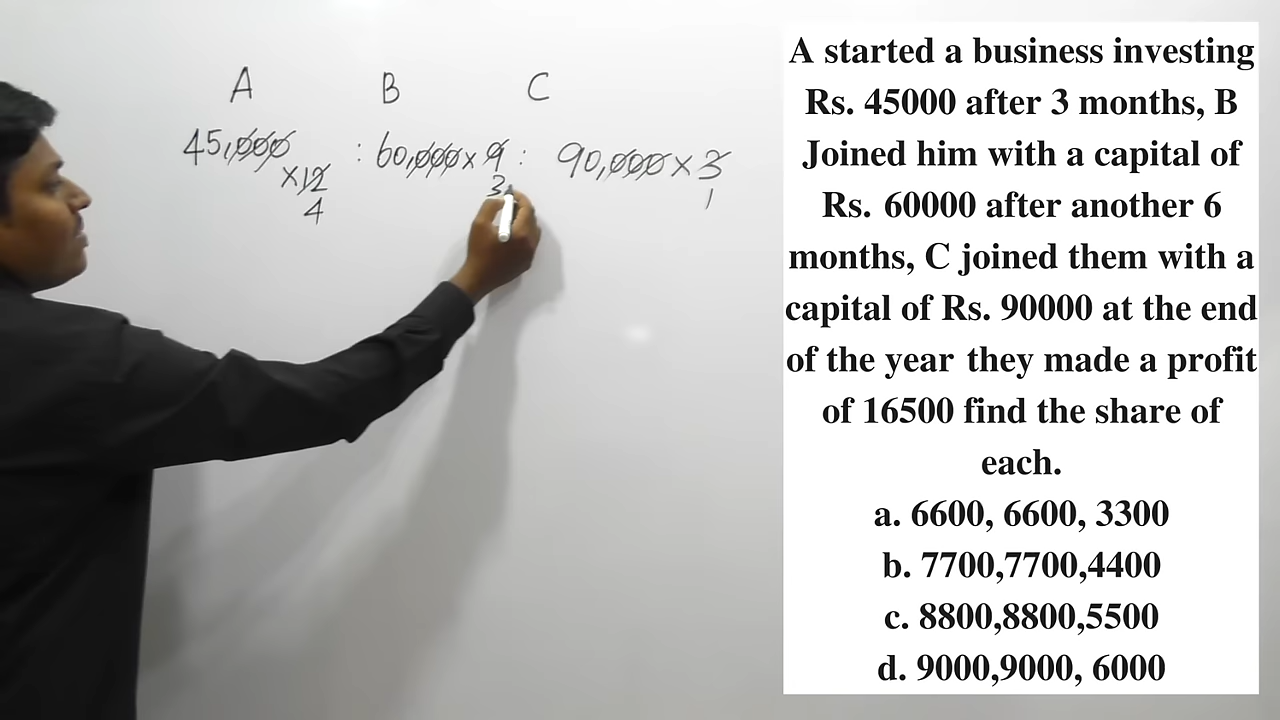 A B C
45,000 : 60,000 × 9 : 90,000 × 3
×12
4 3 1
A started a business investing
Rs. 45000 after 3 months, B
Joined him with a capital of
Rs. 60000 after another 6
months, C joined them with a
capital of Rs. 90000 at the end
of the year they made a profit
of 16500 find the share of
each.
a. 6600, 6600, 3300
b. 7700,7700,4400
c. 8800,8800,5500
d. 9000,9000, 6000